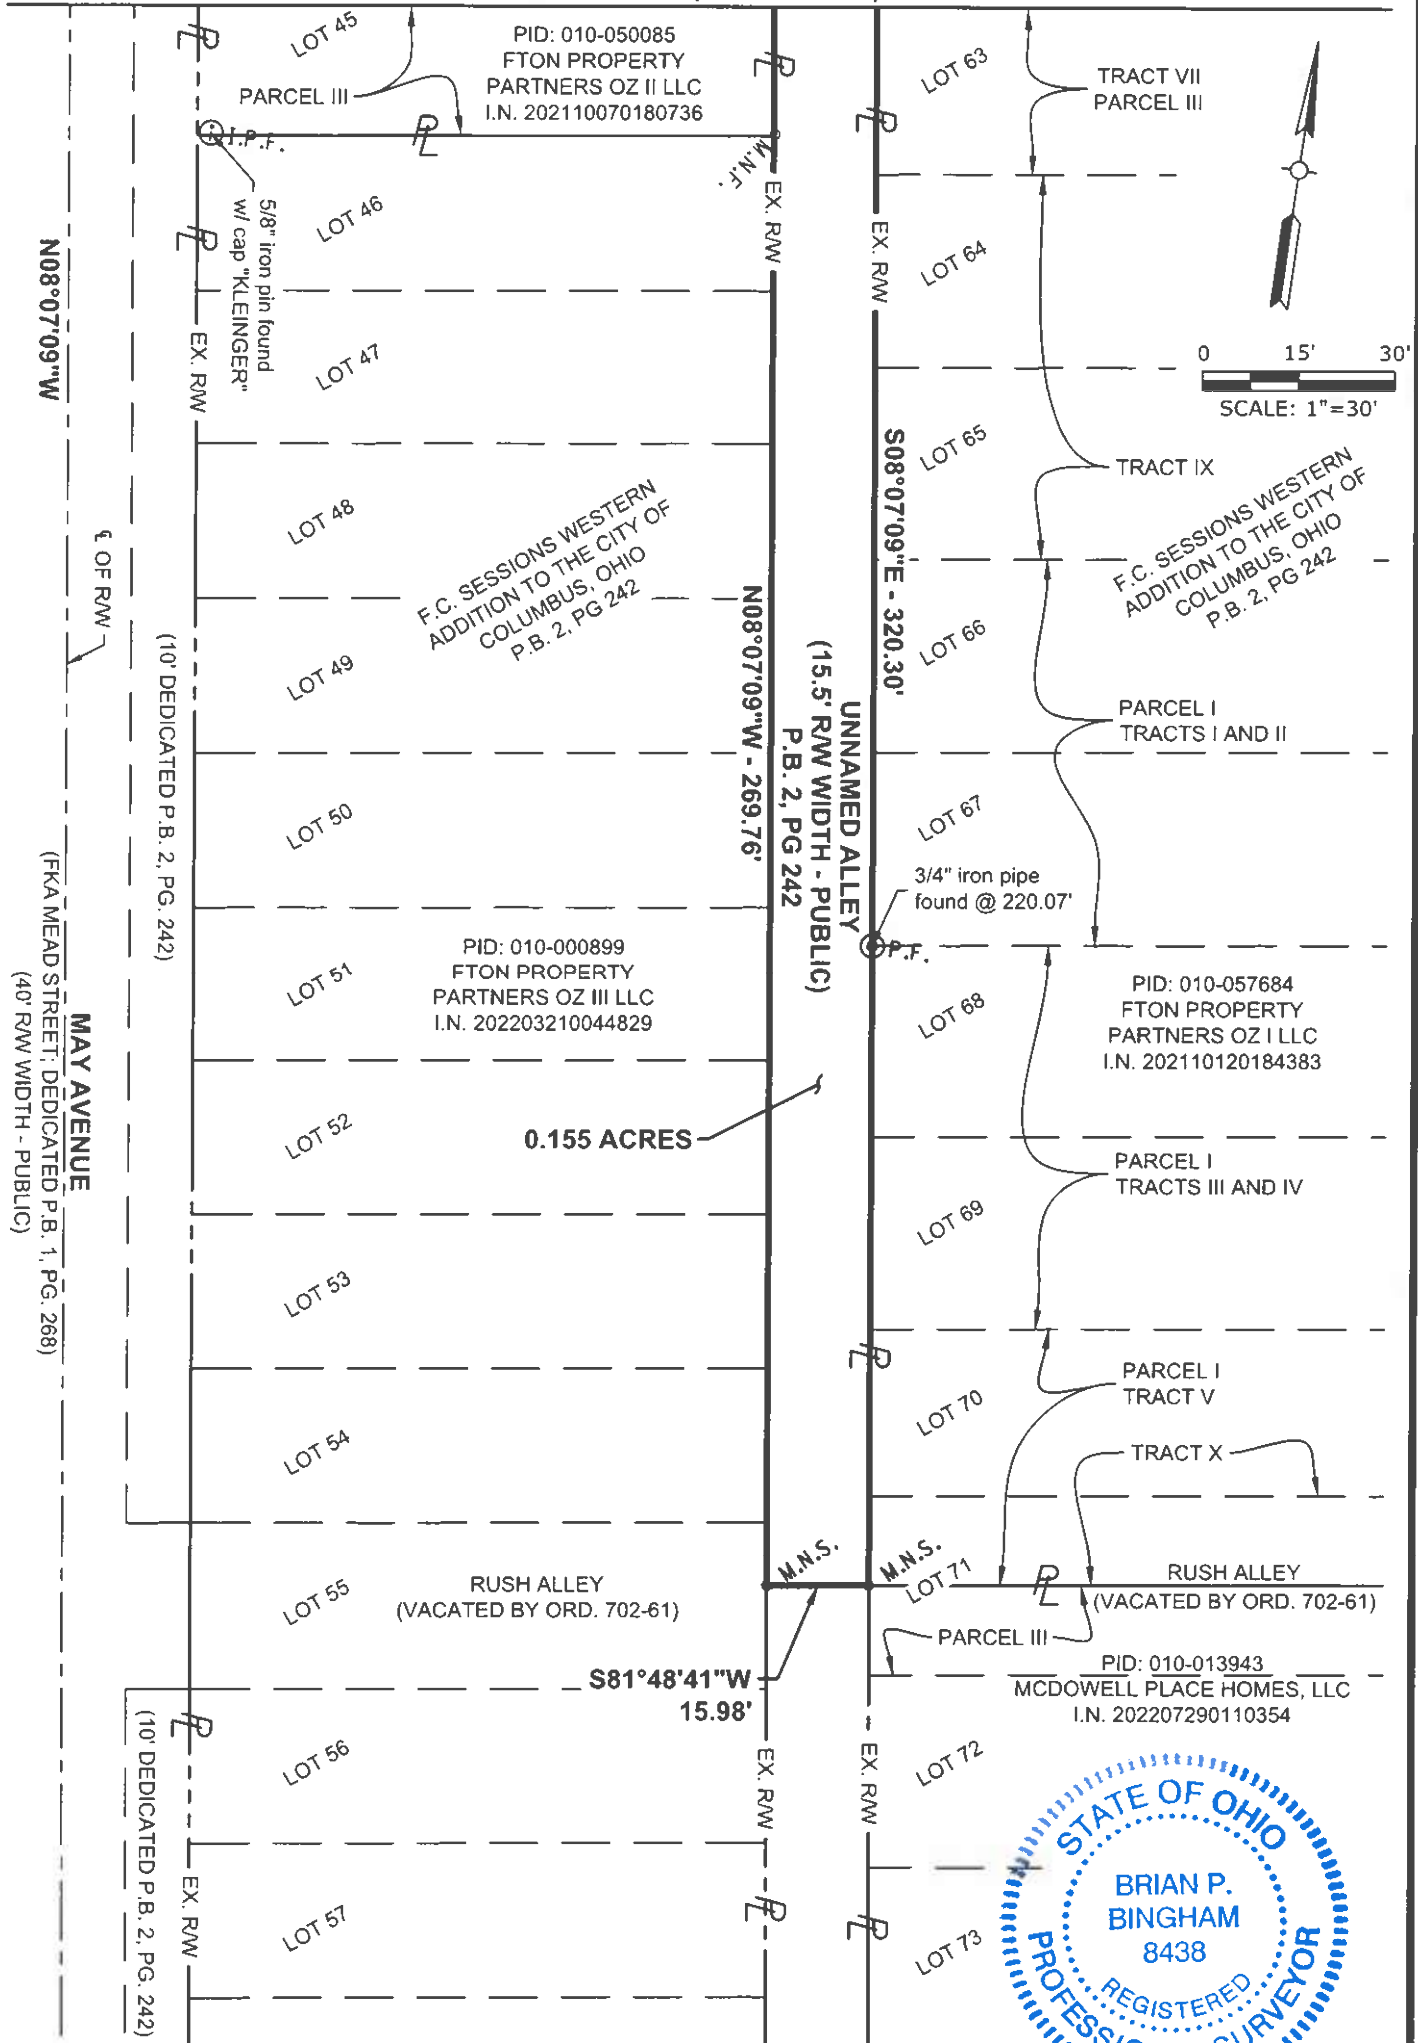 LOT 45
PARCEL III
PID: 010-050085
FTON PROPERTY
PARTNERS OZ II LLC
I.N. 202110070180736
LOT 63
TRACT VII
PARCEL III
I.P.F.
M.N.F.
5/8" iron pin found
w/ cap "KLEINGER"
LOT 46
EX. R/W
EX. R/W
LOT 64
N08°07'09"W
EX. R/W
LOT 47
0 15' 30'
SCALE: 1"=30'
LOT 65
TRACT IX
S08°07'09"E - 320.30'
LOT 48
F.C. SESSIONS WESTERN
ADDITION TO THE CITY OF
COLUMBUS, OHIO
P.B. 2, PG 242
F.C. SESSIONS WESTERN
ADDITION TO THE CITY OF
COLUMBUS, OHIO
P.B. 2, PG 242
℄ OF R/W
LOT 49
LOT 66
N08°07'09"W - 269.76'
UNNAMED ALLEY
(15.5' R/W WIDTH - PUBLIC)
P.B. 2, PG 242
(10' DEDICATED P.B. 2, PG. 242)
PARCEL I
TRACTS I AND II
LOT 50
LOT 67
3/4" iron pipe
found @ 220.07'
P.F.
LOT 51
PID: 010-000899
FTON PROPERTY
PARTNERS OZ III LLC
I.N. 202203210044829
LOT 68
PID: 010-057684
FTON PROPERTY
PARTNERS OZ I LLC
I.N. 202110120184383
MAY AVENUE
(FKA MEAD STREET; DEDICATED P.B. 1, PG. 268)
(40' R/W WIDTH - PUBLIC)
LOT 52
0.155 ACRES
PARCEL I
TRACTS III AND IV
LOT 69
LOT 53
PARCEL I
TRACT V
LOT 70
LOT 54
TRACT X
M.N.S.
M.N.S.
LOT 55
RUSH ALLEY
(VACATED BY ORD. 702-61)
LOT 71
RUSH ALLEY
(VACATED BY ORD. 702-61)
PARCEL III
S81°48'41"W
15.98'
PID: 010-013943
MCDOWELL PLACE HOMES, LLC
I.N. 202207290110354
(10' DEDICATED P.B. 2, PG. 242)
LOT 56
EX. R/W
EX. R/W
LOT 72
EX. R/W
LOT 57
LOT 73
STATE OF OHIO
BRIAN P.
BINGHAM
8438
REGISTERED
SURVEYOR